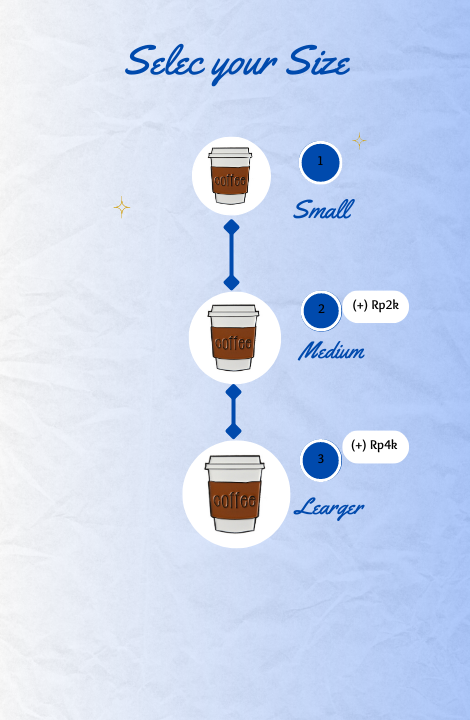 Selec your Size
coffee
1
Small
2
(+) Rp2k
coffee
Medium
3
(+) Rp4k
coffee
Learger